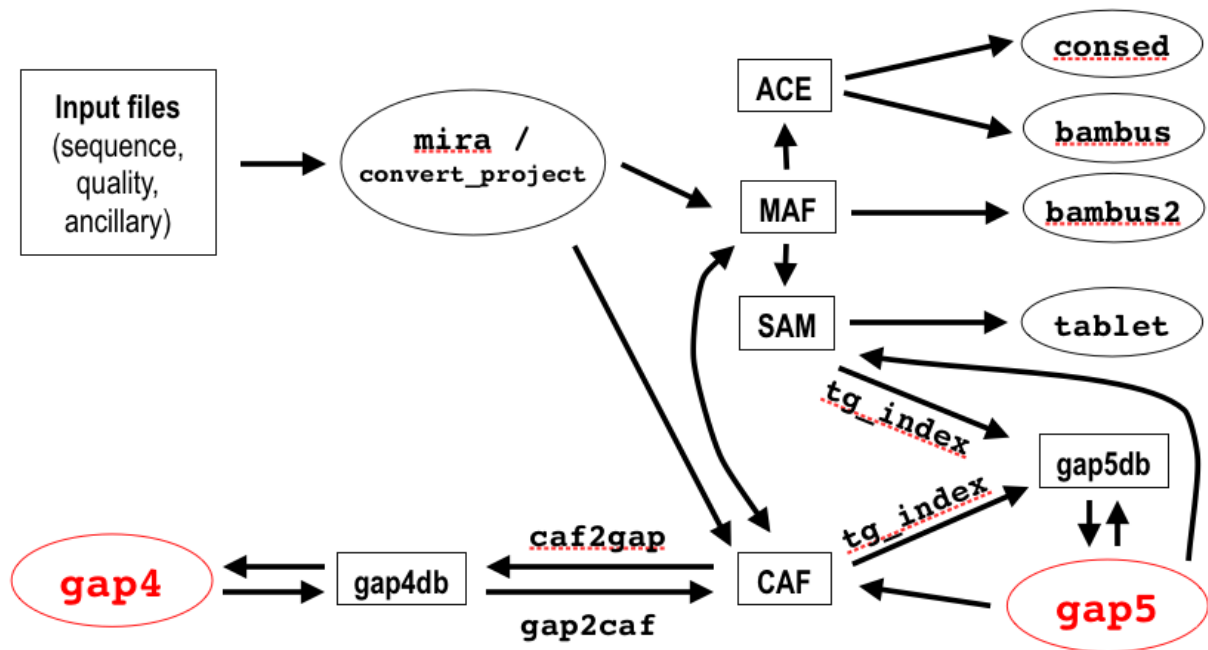 Input files
(sequence,
quality,
ancillary)
mira /
convert_project
ACE
MAF
SAM
consed
bambus
bambus2
tablet
tg_index
gap5db
tg_index
caf2gap
gap4
gap4db
CAF
gap5
gap2caf